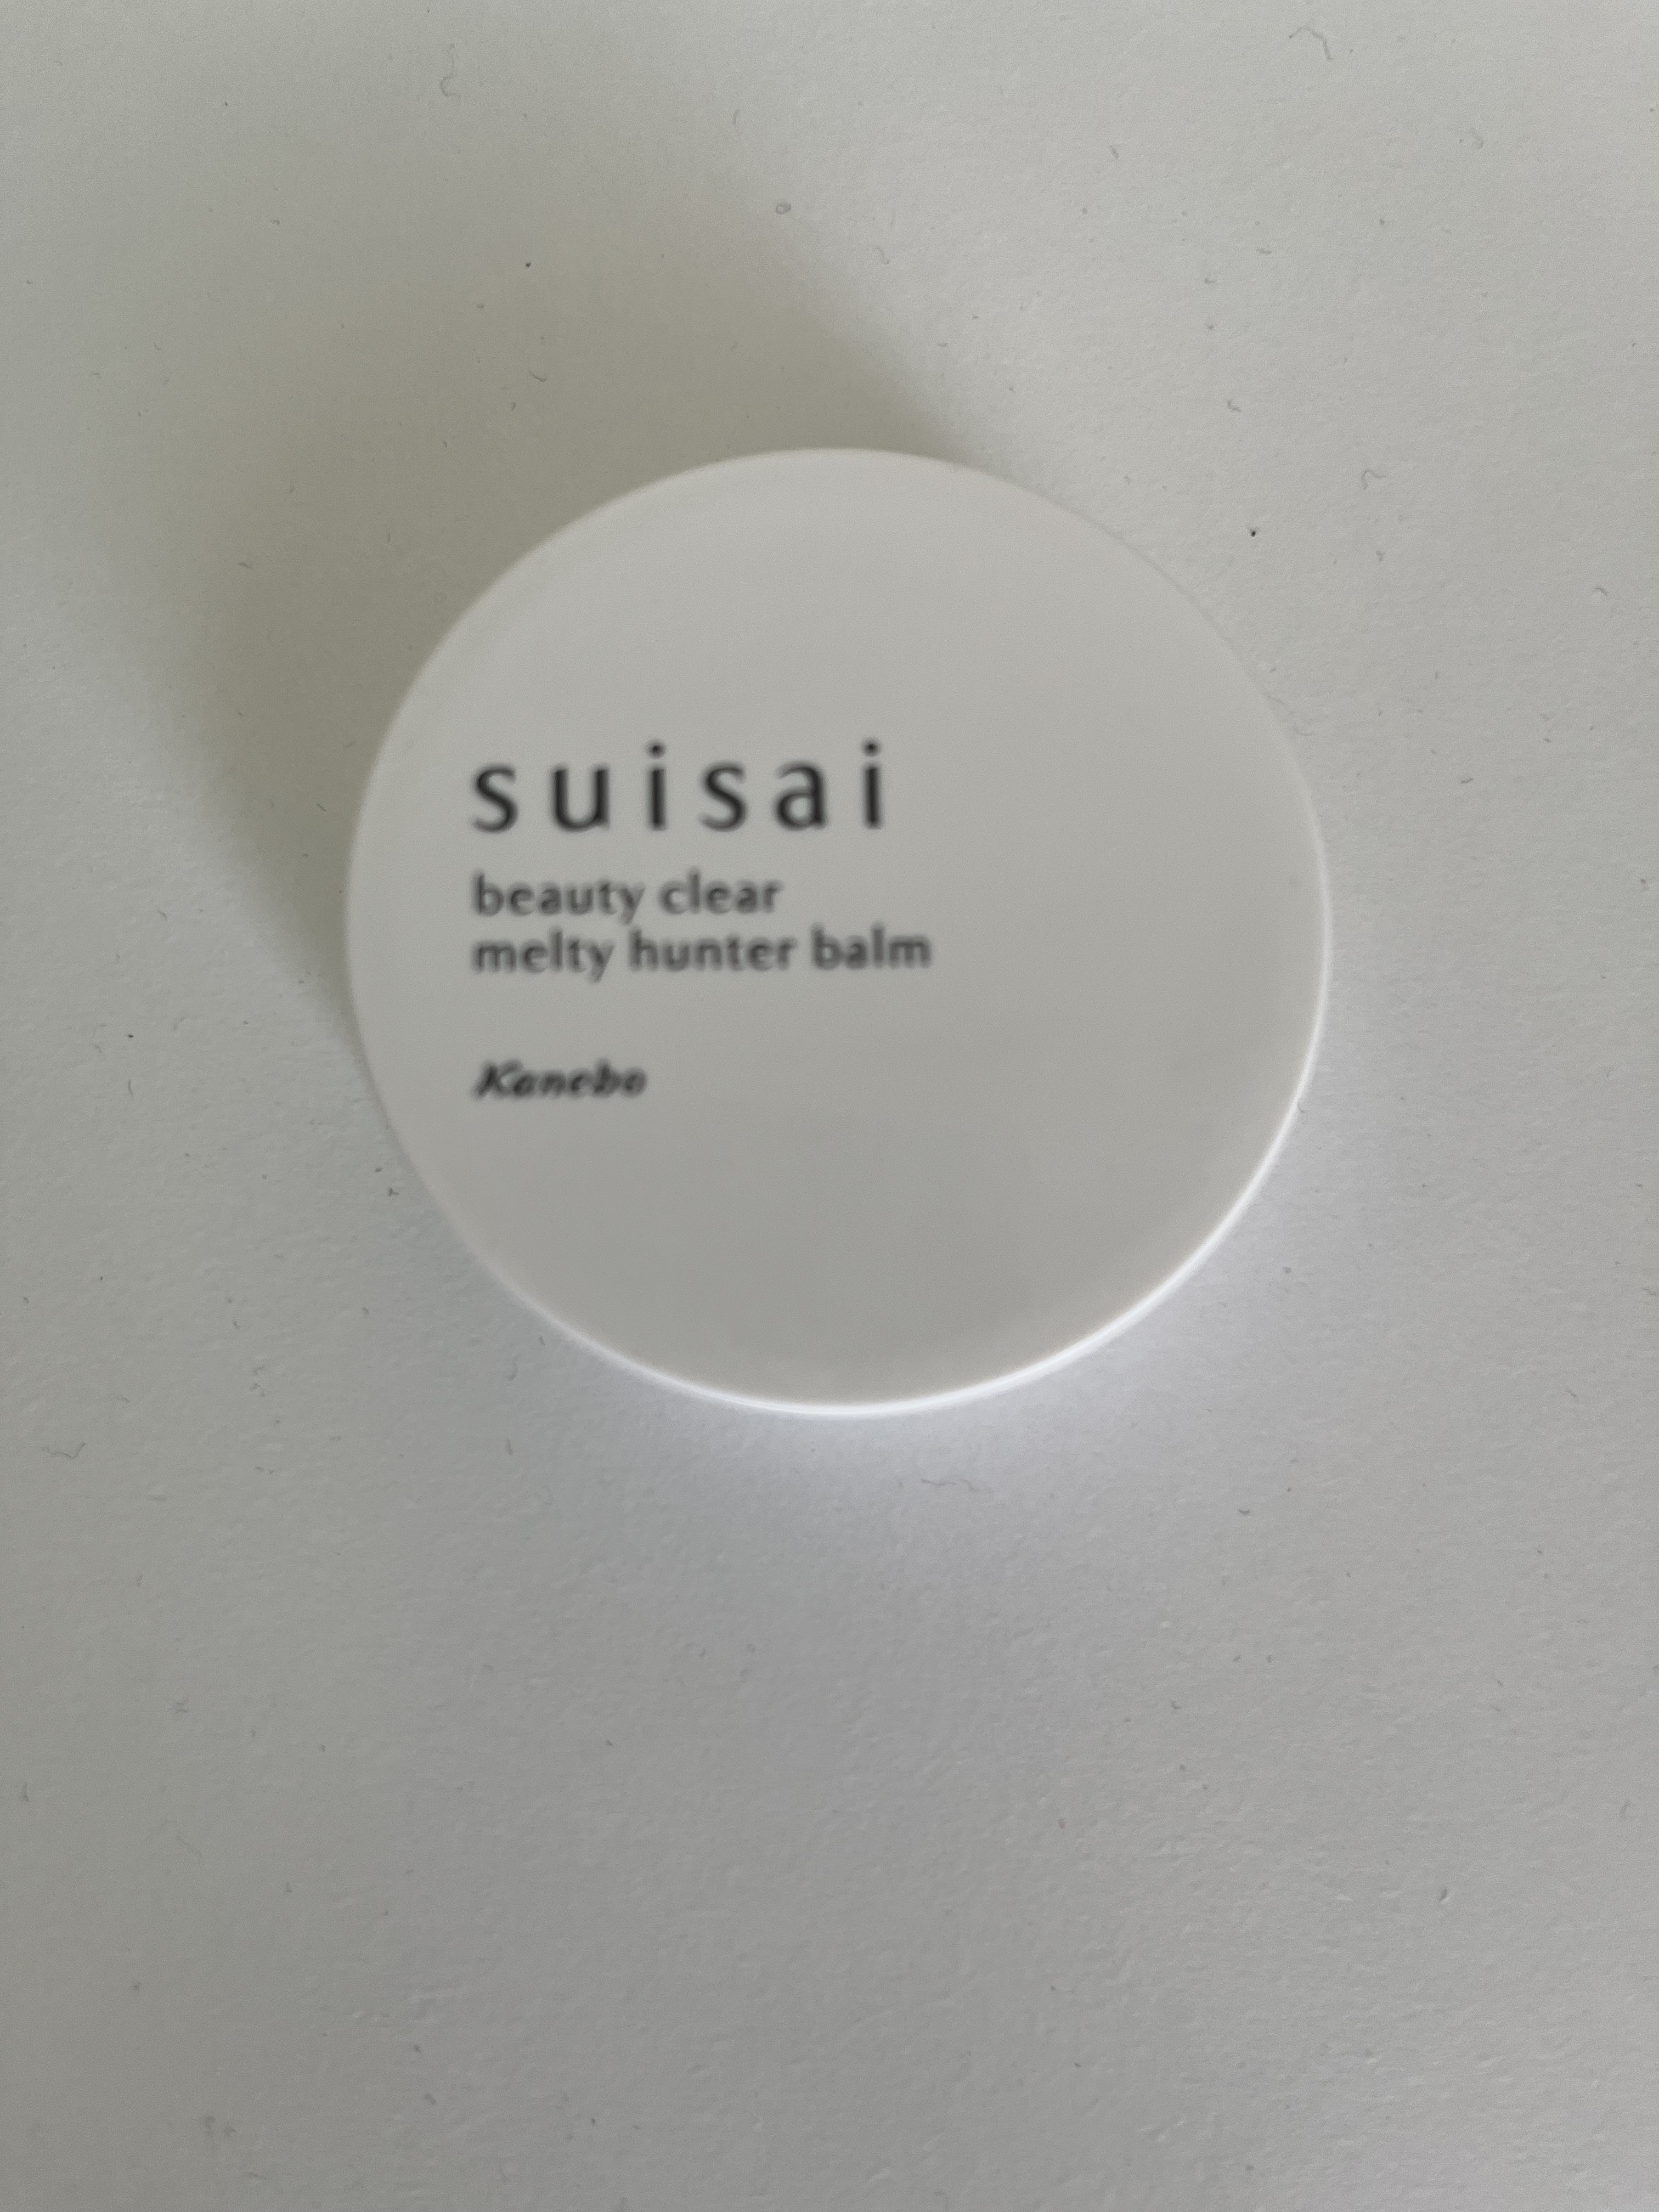 suisai
beauty clear
melty hunter balm
Kanebo